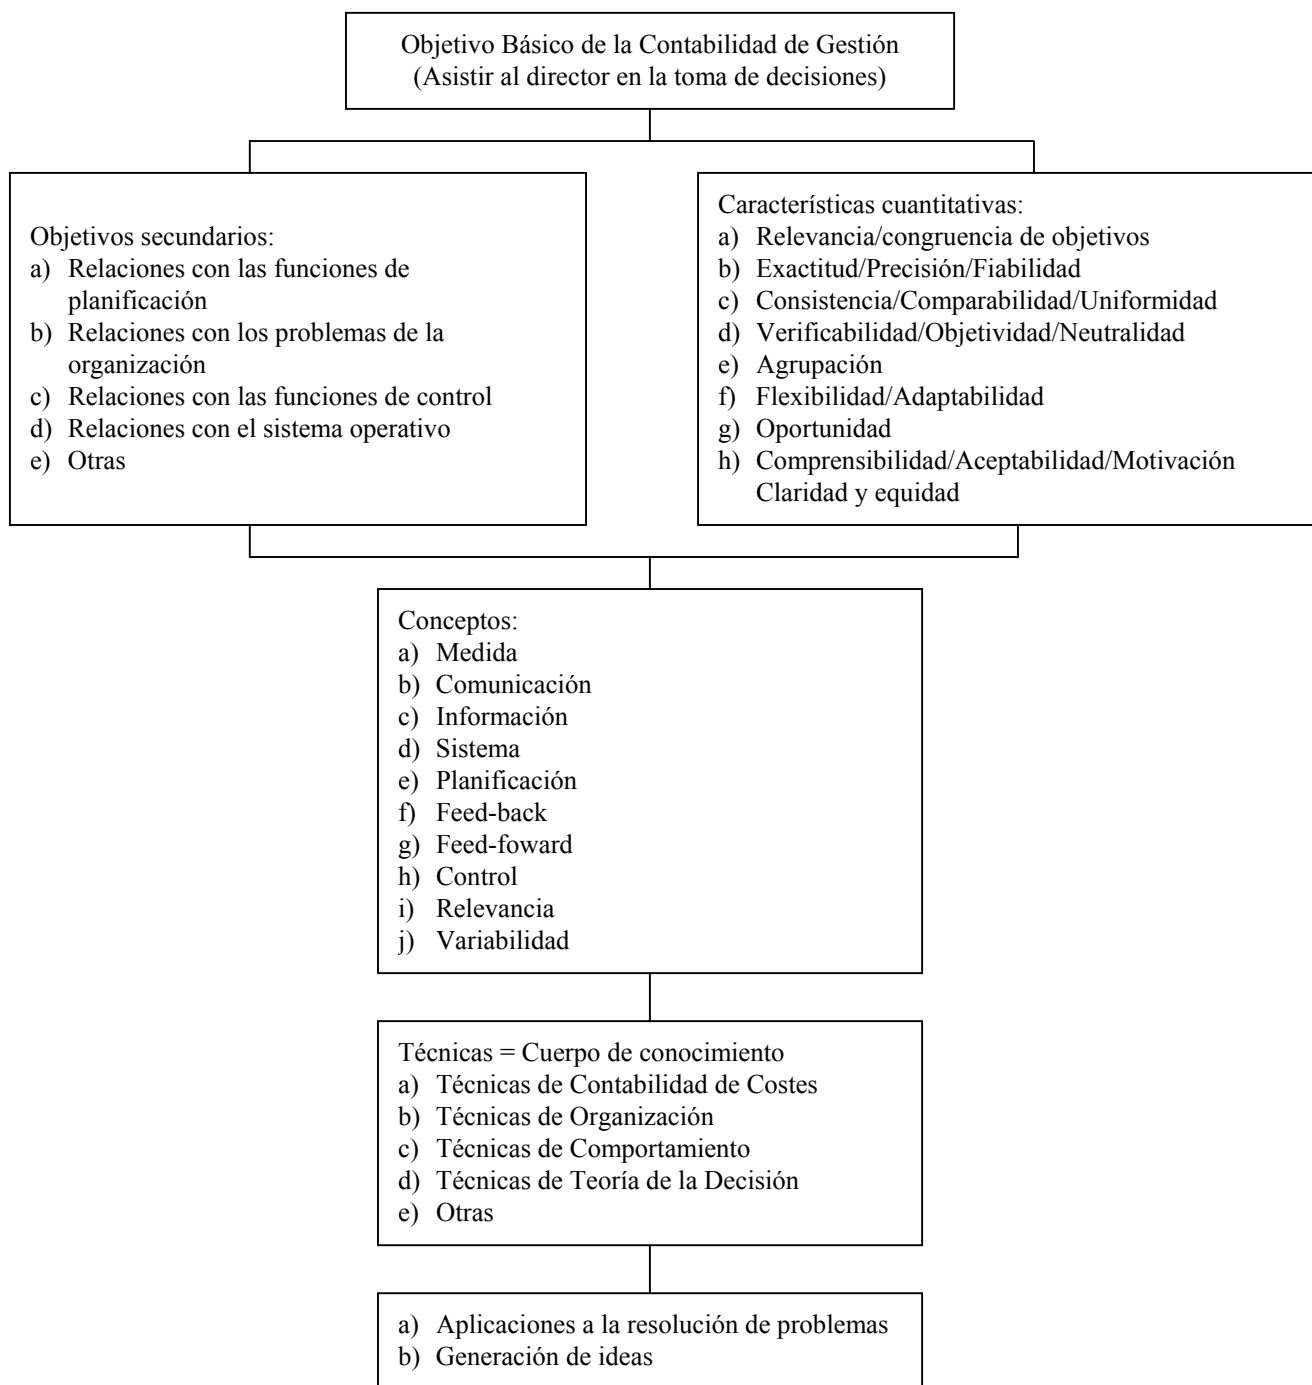 Objetivo Básico de la Contabilidad de Gestión
(Asistir al director en la toma de decisiones)
Objetivos secundarios:
a) Relaciones con las funciones de
planificación
b) Relaciones con los problemas de la
organización
c) Relaciones con las funciones de control
d) Relaciones con el sistema operativo
e) Otras
Características cuantitativas:
a) Relevancia/congruencia de objetivos
b) Exactitud/Precisión/Fiabilidad
c) Consistencia/Comparabilidad/Uniformidad
d) Verificabilidad/Objetividad/Neutralidad
e) Agrupación
f) Flexibilidad/Adaptabilidad
g) Oportunidad
h) Comprensibilidad/Aceptabilidad/Motivación
Claridad y equidad
Conceptos:
a) Medida
b) Comunicación
c) Información
d) Sistema
e) Planificación
f) Feed-back
g) Feed-foward
h) Control
i) Relevancia
j) Variabilidad
Técnicas = Cuerpo de conocimiento
a) Técnicas de Contabilidad de Costes
b) Técnicas de Organización
c) Técnicas de Comportamiento
d) Técnicas de Teoría de la Decisión
e) Otras
a) Aplicaciones a la resolución de problemas
b) Generación de ideas